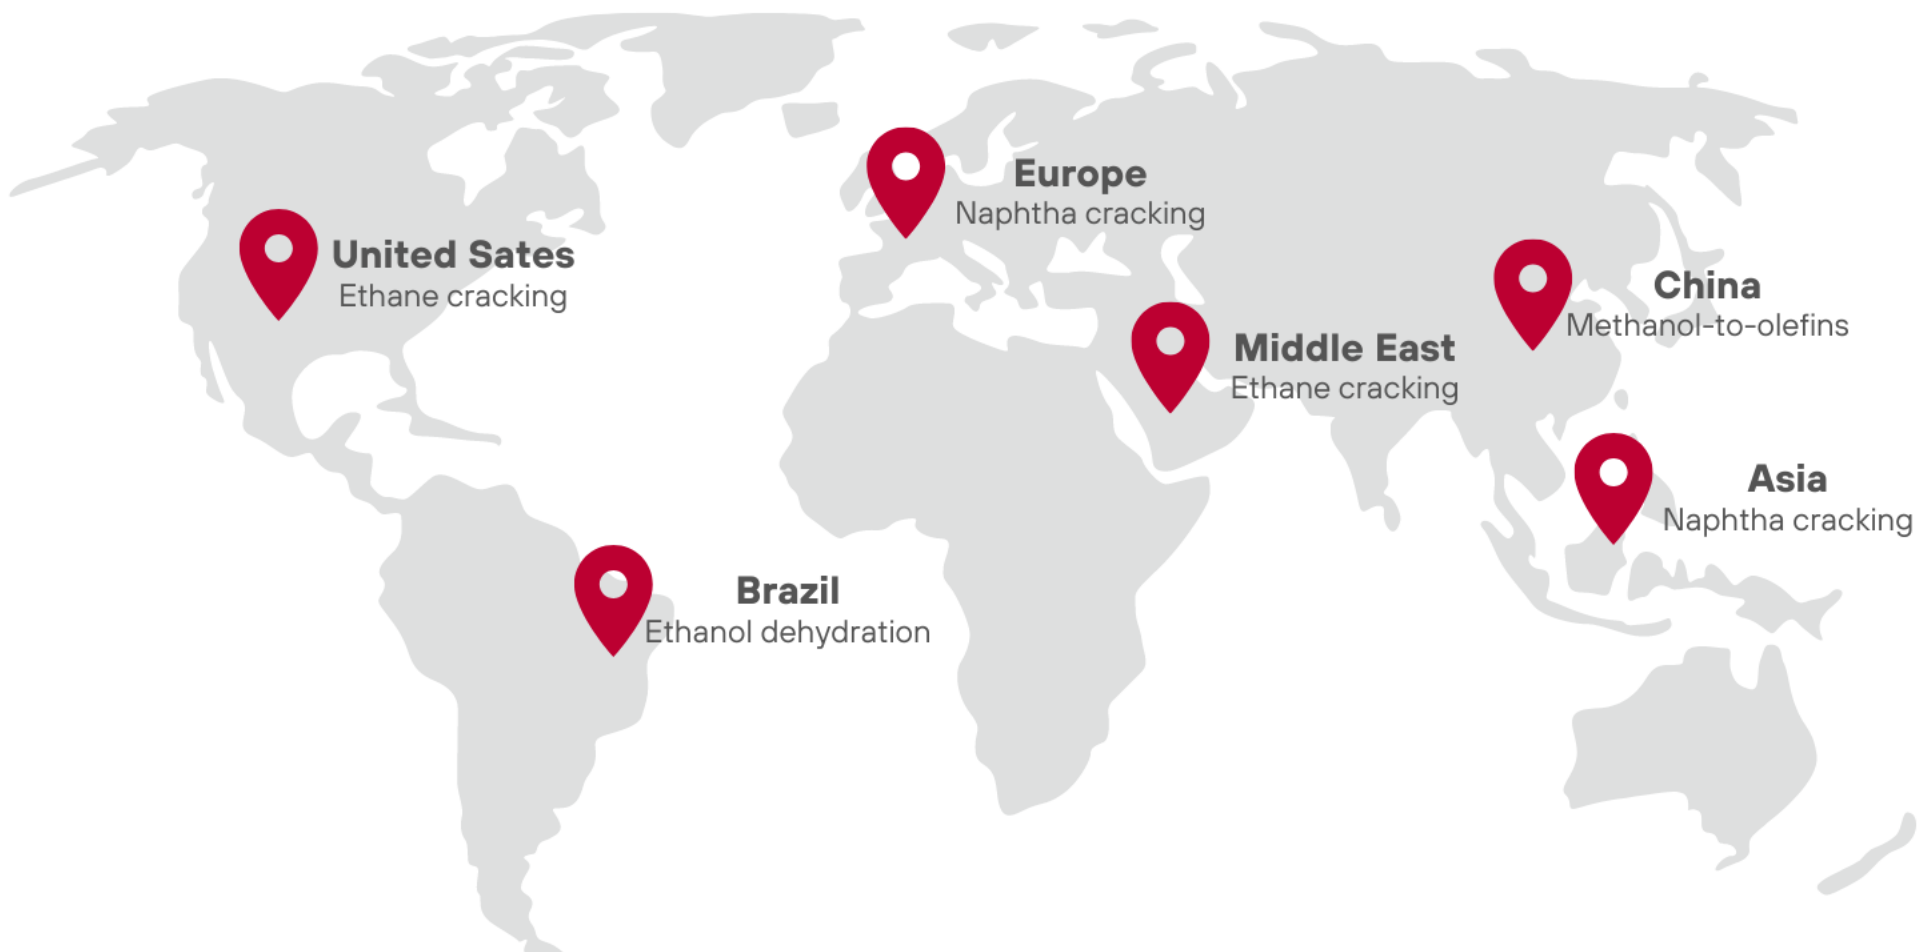 Europe
Naphtha cracking
United Sates
Ethane cracking
China
Methanol-to-olefins
Middle East
Ethane cracking
Asia
Naphtha cracking
Brazil
Ethanol dehydration